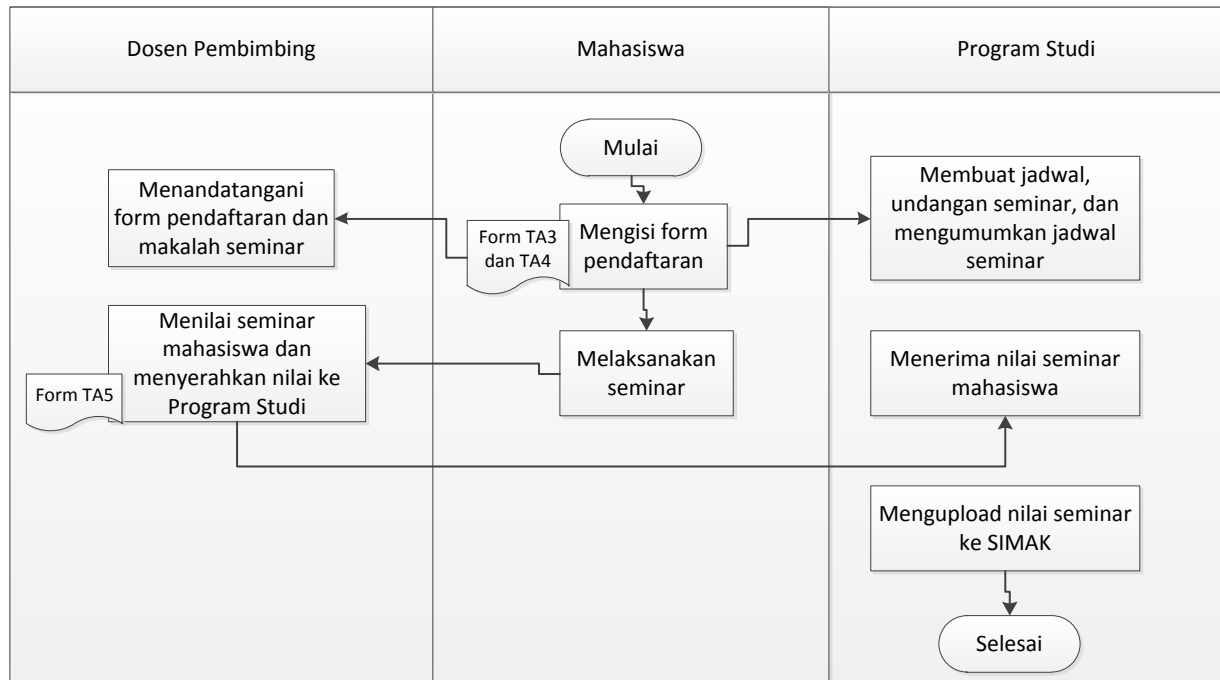 Dosen Pembimbing
Mahasiswa
Program Studi
Mulai
Menandatangani
form pendaftaran dan
makalah seminar
Form TA3
dan TA4
Mengisi form
pendaftaran
Membuat jadwal,
undangan seminar, dan
mengumumkan jadwal
seminar
Menilai seminar
mahasiswa dan
menyerahkan nilai ke
Program Studi
Form TA5
Melaksanakan
seminar
Menerima nilai seminar
mahasiswa
Mengupload nilai seminar
ke SIMAK
Selesai